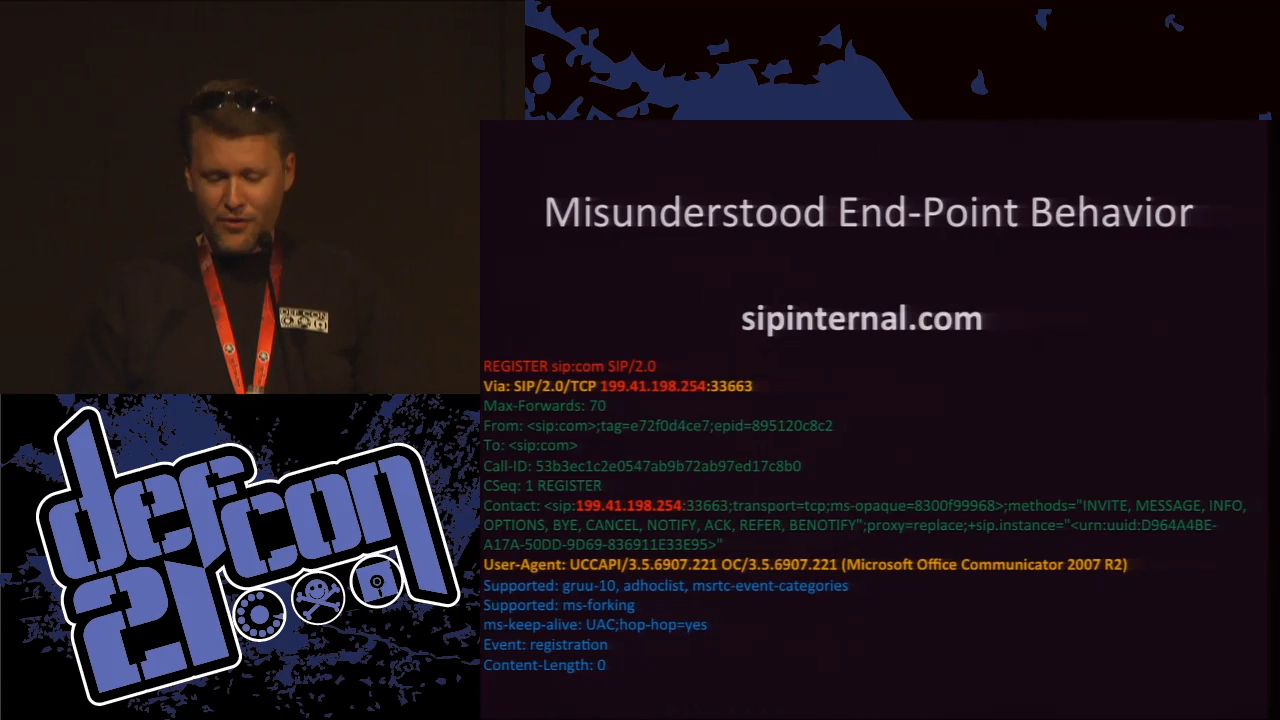 Misunderstood End-Point Behavior
sipinternal.com
REGISTER sip:com SIP/2.0
Via: SIP/2.0/TCP 199.41.198.254:33663
Max-Forwards: 70
From: <sip:com>;tag=e72f0d4ce7;epid=895120c8c2
To: <sip:com>
Call-ID: 53b3ec1c2e0547ab9b72ab97ed17c8b0
CSeq: 1 REGISTER
Contact: <sip:199.41.198.254:33663;transport=tcp;ms-opaque=8300f99968>;methods="INVITE, MESSAGE, INFO,
OPTIONS, BYE, CANCEL, NOTIFY, ACK, REFER, BENOTIFY";proxy=replace;+sip.instance="<urn:uuid:D964A4BE-
A17A-50DD-9D69-836911E33E95>"
User-Agent: UCCAPI/3.5.6907.221 OC/3.5.6907.221 (Microsoft Office Communicator 2007 R2)
Supported: gruu-10, adhoclist, msrtc-event-categories
Supported: ms-forking
ms-keep-alive: UAC;hop-hop=yes
Event: registration
Content-Length: 0
DEF CON
defcon
21